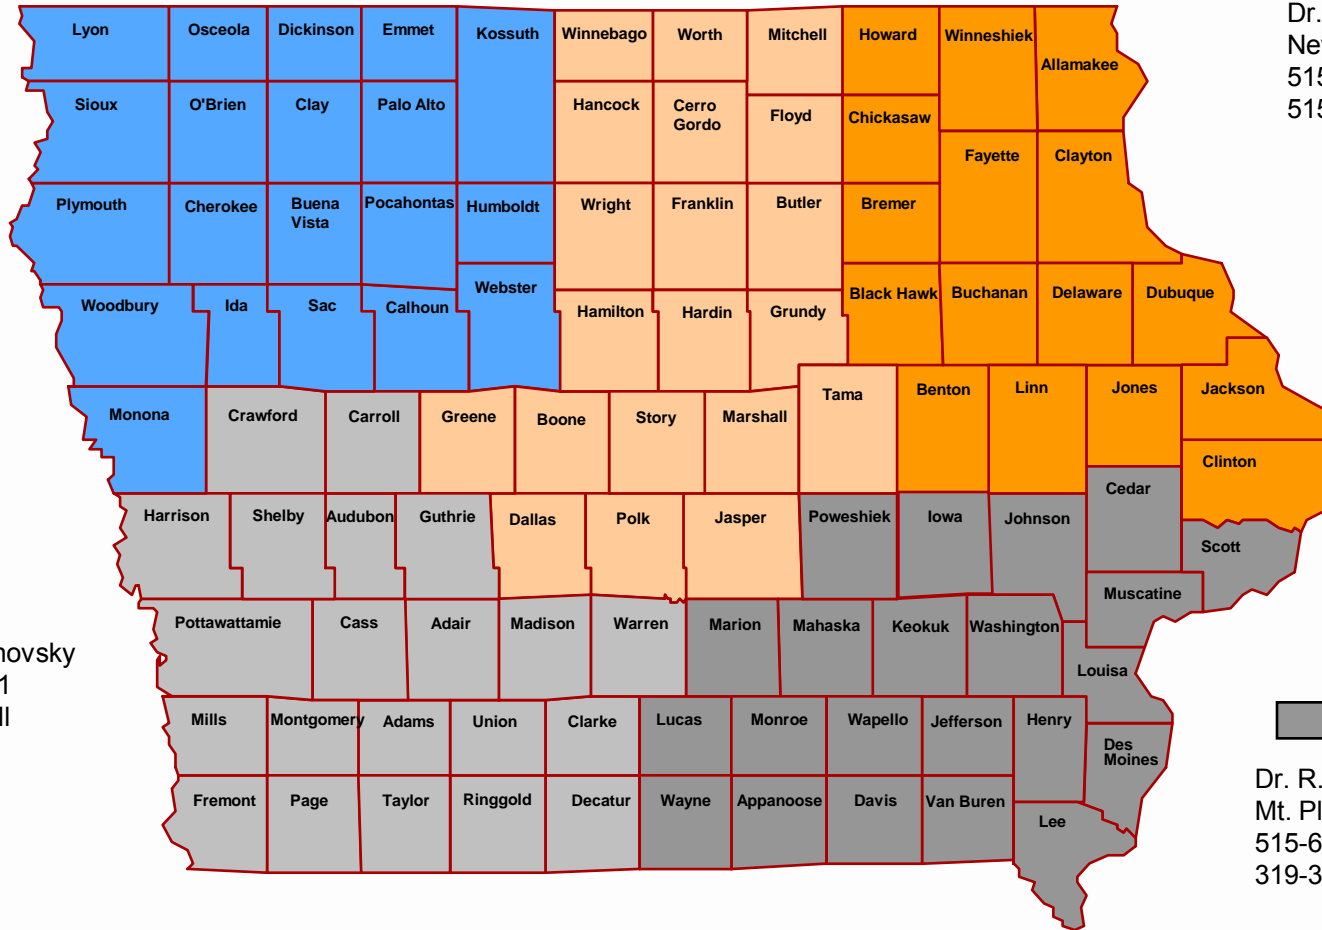 Lyon
Osceola
Dickinson
Emmet
Kossuth
Winnebago
Worth
Mitchell
Howard
Winneshiek
Allamakee
Dr.
515
515
Sioux
O'Brien
Clay
Palo Alto
Hancock
Cerro
Gordo
Floyd
Chickasaw
Fayette
Clayton
Plymouth
Cherokee
Buena
Vista
Pocahontas
Humboldt
Wright
Franklin
Butler
Bremer
Woodbury
Ida
Sac
Calhoun
Webster
Hamilton
Hardin
Grundy
Black Hawk
Buchanan
Delaware
Dubuque
Monona
Crawford
Carroll
Greene
Boone
Story
Marshall
Tama
Benton
Linn
Jones
Jackson
Clinton
Harrison
Shelby
Audubon
Guthrie
Dallas
Polk
Jasper
Poweshiek
Iowa
Johnson
Cedar
Scott
Muscatine
Pottawattamie
Cass
Adair
Madison
Warren
Marion
Mahaska
Keokuk
Washington
Louisa
Mills
Montgomery
Adams
Union
Clarke
Lucas
Monroe
Wapello
Jefferson
Henry
Des
Moines
Fremont
Page
Taylor
Ringgold
Decatur
Wayne
Appanoose
Davis
Van Buren
Lee
Dr. R.
Mt. Pl
515-6
319-3